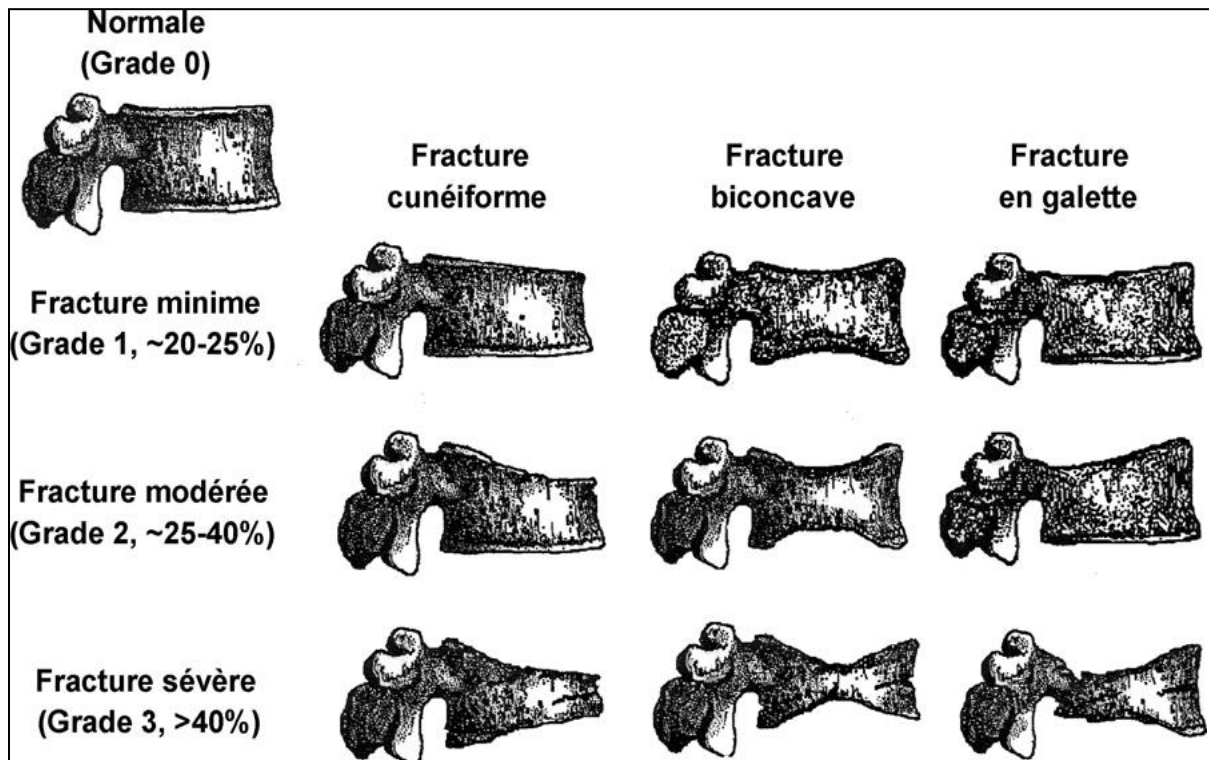 Normale
(Grade 0)
Fracture
cunéiforme
Fracture
biconcave
Fracture
en galette
Fracture minime
(Grade 1, ~20-25%)
Fracture modérée
(Grade 2, ~25-40%)
Fracture sévère
(Grade 3, >40%)